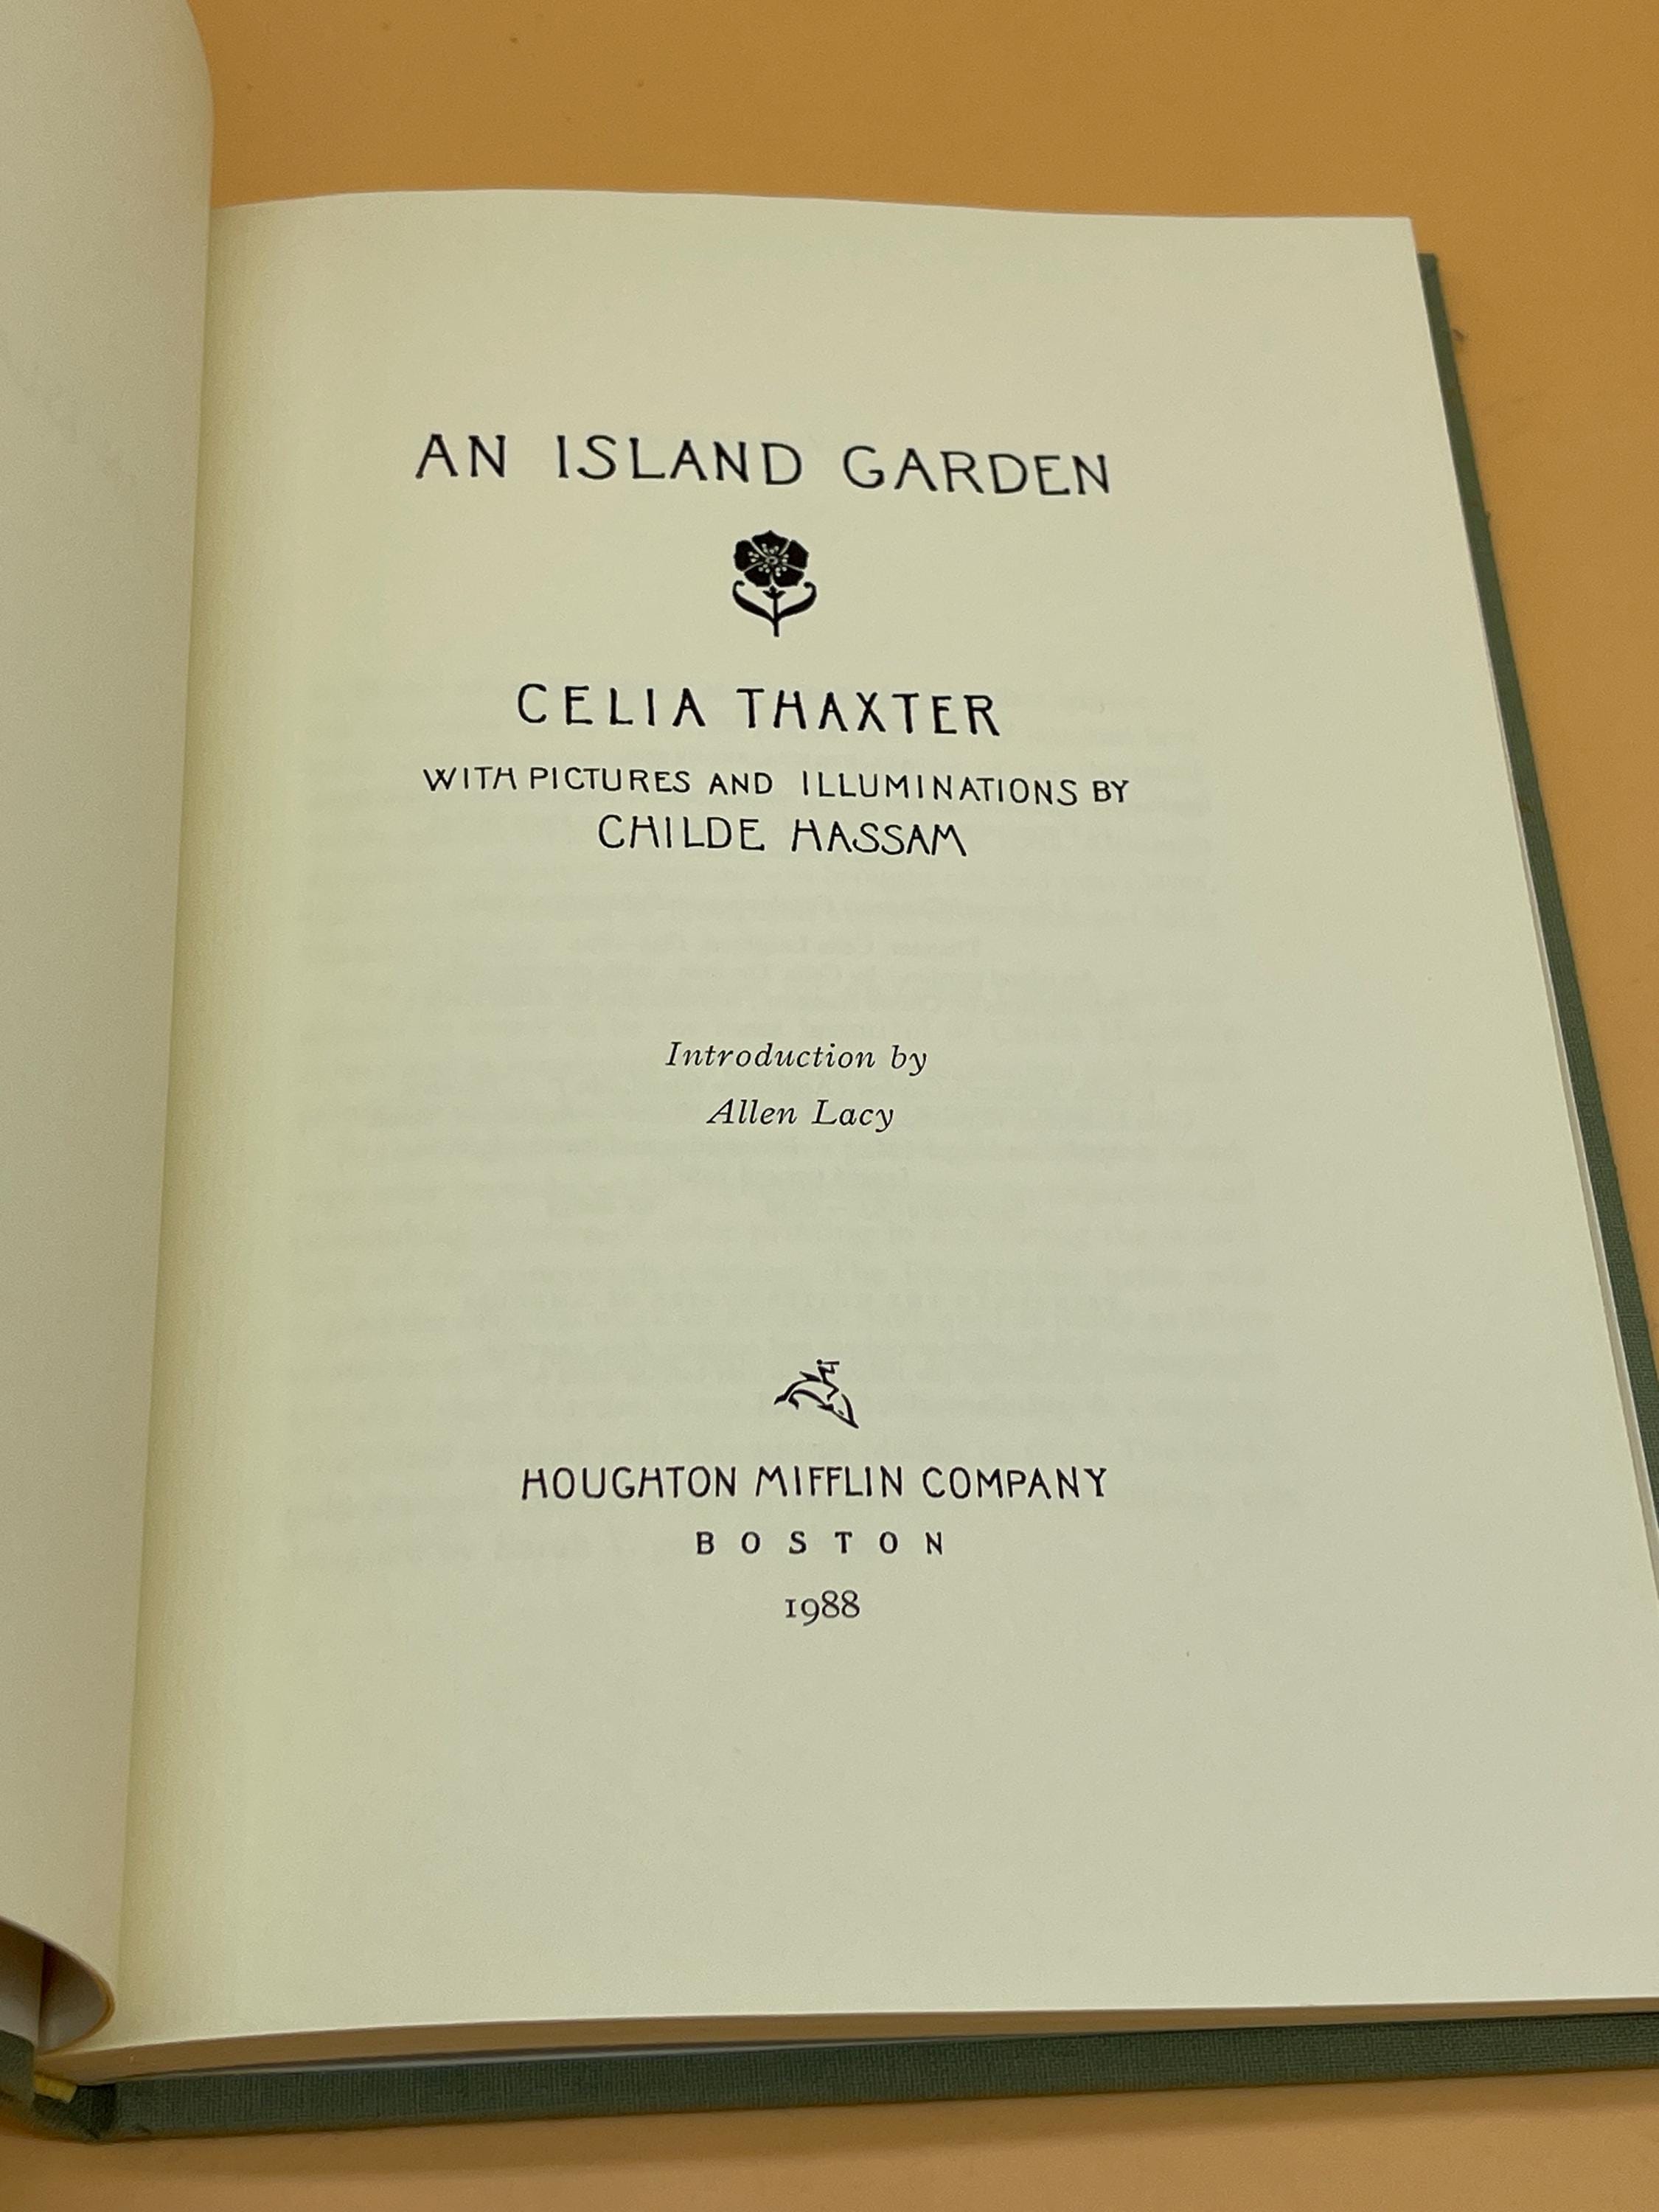 AN ISLAND GARDEN
CELIA THAXTER
WITH PICTURES AND ILLUMINATIONS BY
CHILDE HASSAM
Introduction by
Allen Lacy
HOUGHTON MIFFLIN COMPANY
BOSTON
1988